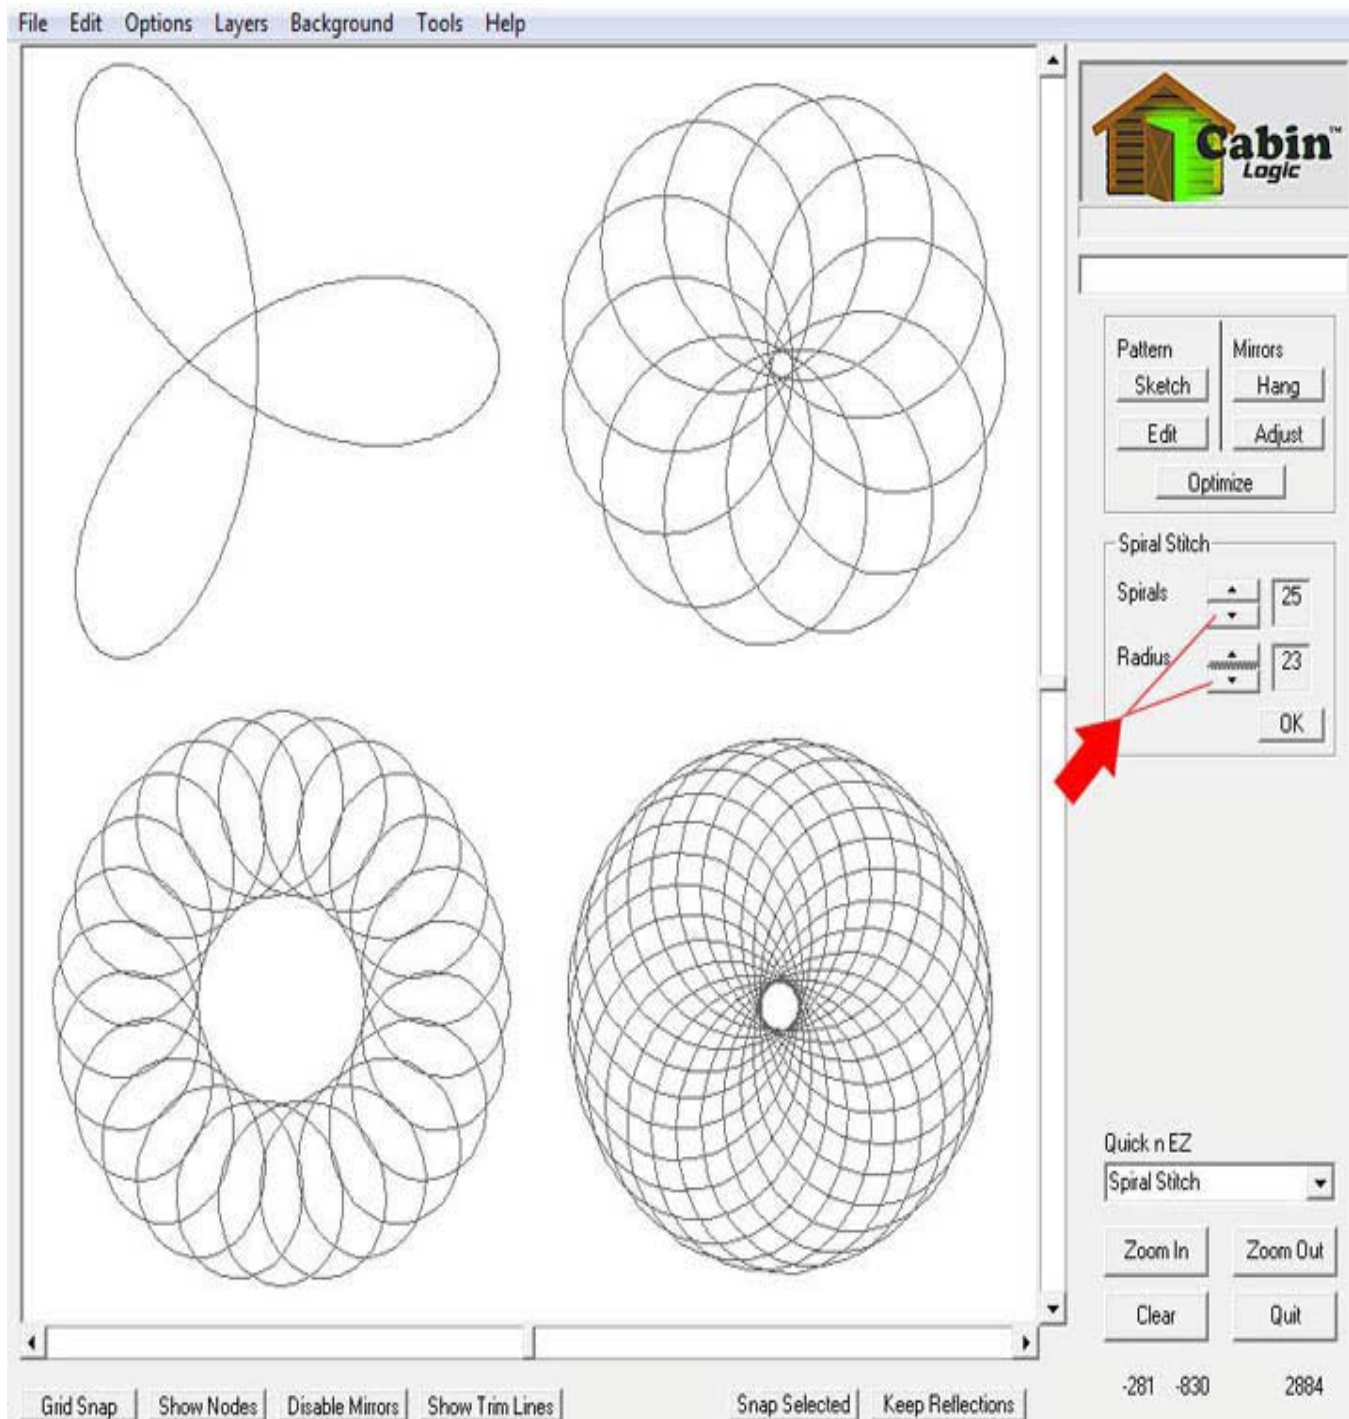 File Edit Options Layers Background Tools Help
Cabin™
Logic
Pattern Mirrors
Sketch Hang
Edit Adjust
Optimize
Spiral Stitch
Spirals 25
Radius 23
OK
Quick n EZ
Spiral Stitch
Zoom In Zoom Out
Clear Quit
-281 -830 2884
Grid Snap Show Nodes Disable Mirrors Show Trim Lines Snap Selected Keep Reflections